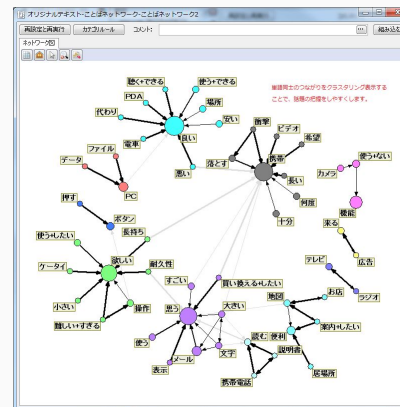 オリジナルテキスト-ことばネットワーク-ことばネットワーク2
再設定と再実行
カテゴリルール
コメント:
組み込む
ネットワーク図
単語同士のつながりをクラスタリング表示する
ことで、話題の把握をしやすくします。
聴く+できる
使う+できる
PDA
場所
代わり
安い
良い
電車
悪い
ファイル
データ
PC
衝撃
ビデオ
希望
落とす
携帯
長い
何度
十分
使う+ない
カメラ
機能
来る
広告
テレビ
ラジオ
押す
ボタン
長持ち
使う+したい
欲しい
ケータイ
耐久性
小さい
操作
難しい+すぎる
すごい
買い換える+したい
思う
大きい
使う
メール
文字
表示
地図
お店
案内+したい
読む
便利
説明書
居場所
携帯電話